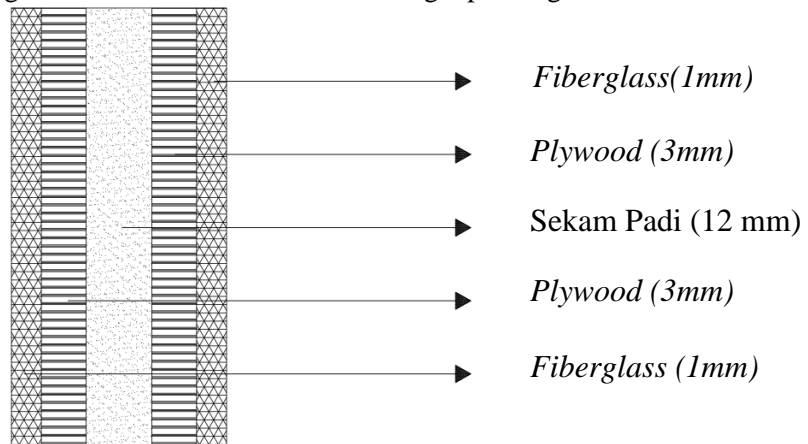 Fiberglass(1mm)
Plywood (3mm)
Sekam Padi (12 mm)
Plywood (3mm)
Fiberglass (1mm)